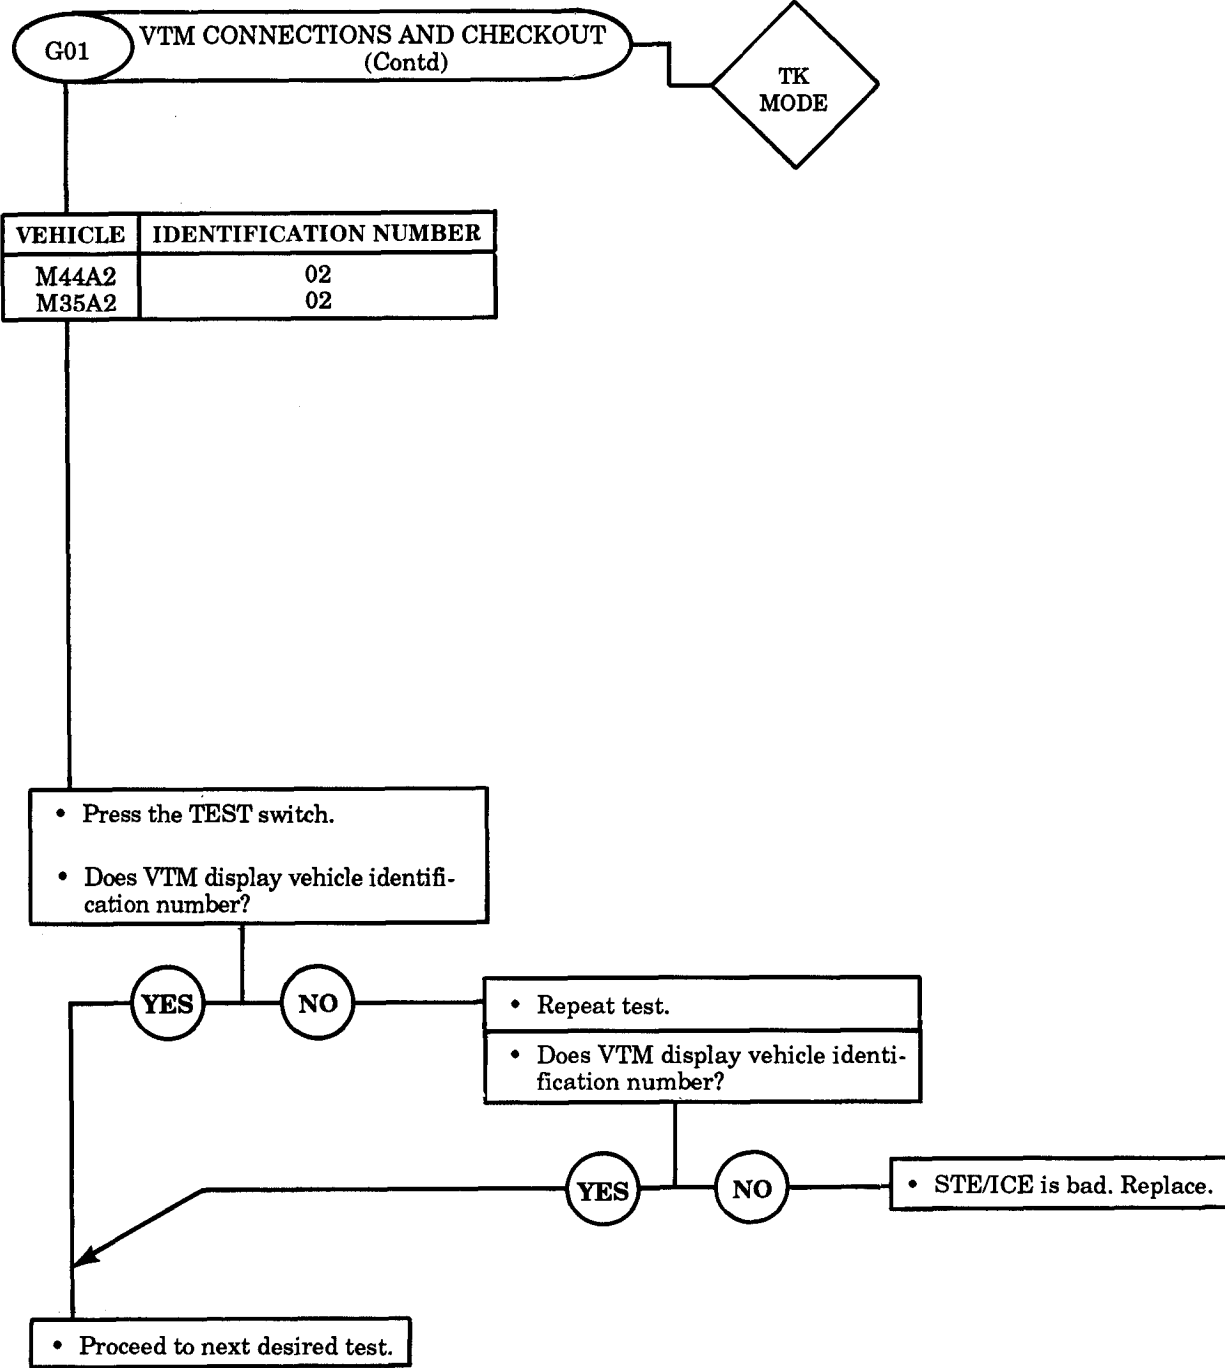 G01
VTM CONNECTIONS AND CHECKOUT
(Contd)
TK
MODE
VEHICLE IDENTIFICATION NUMBER
M44A2 02
M35A2 02
• Press the TEST switch.
• Does VTM display vehicle identifi-
cation number?
YES NO
• Repeat test.
• Does VTM display vehicle identi-
fication number?
YES NO
• STE/ICE is bad. Replace.
• Proceed to next desired test.